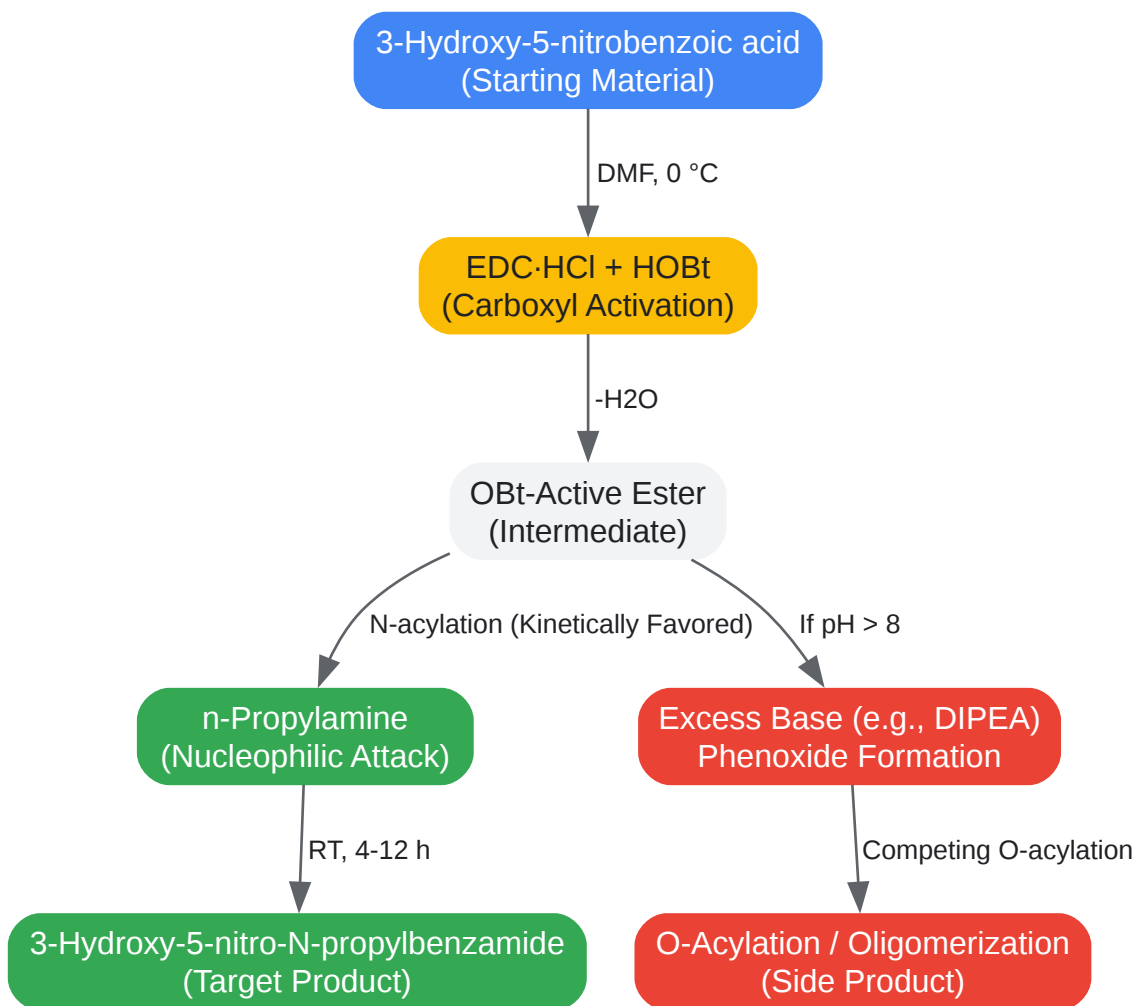 3-Hydroxy-5-nitrobenzoic acid
(Starting Material)
DMF, 0 °C
EDC·HCl + HOBt
(Carboxyl Activation)
-H2O
OBt-Active Ester
(Intermediate)
N-acylation (Kinetically Favored)
If pH > 8
n-Propylamine
(Nucleophilic Attack)
Excess Base (e.g., DIPEA)
Phenoxide Formation
RT, 4-12 h
Competing O-acylation
3-Hydroxy-5-nitro-N-propylbenzamide
(Target Product)
O-Acylation / Oligomerization
(Side Product)